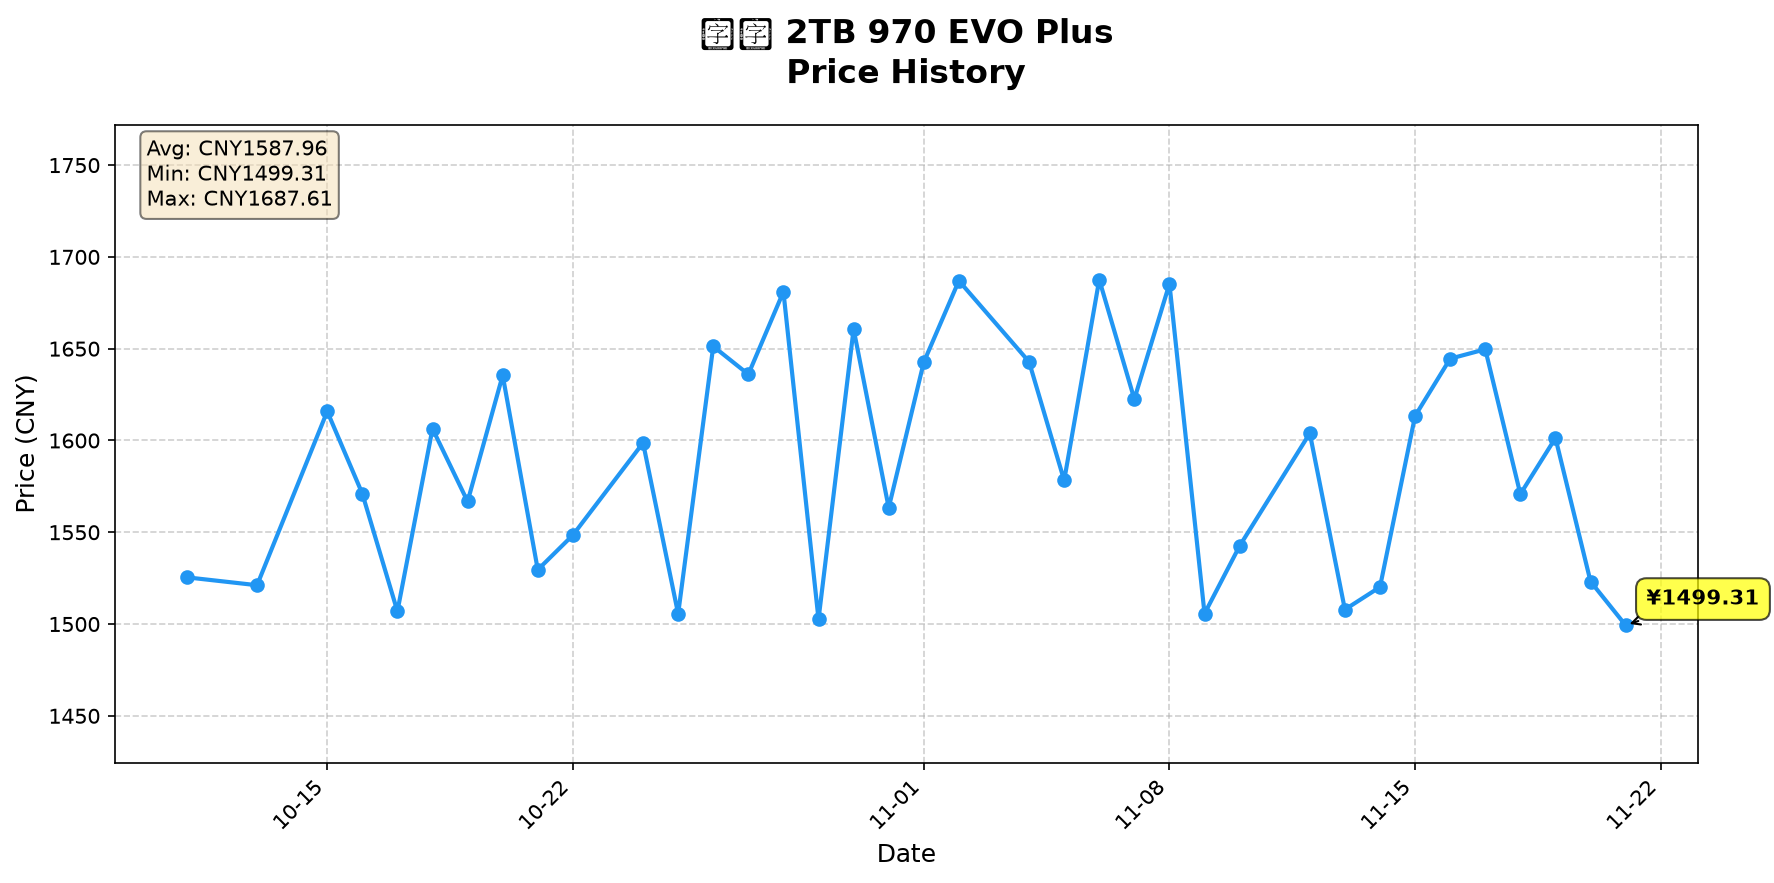 2TB 970 EVO Plus
Price History
Avg: CNY1587.96
Min: CNY1499.31
Max: CNY1687.61
1750
1700
1650
1600
1550
1500
1450
Price (CNY)
¥1499.31
10-15
10-22
11-01
11-08
11-15
11-22
Date